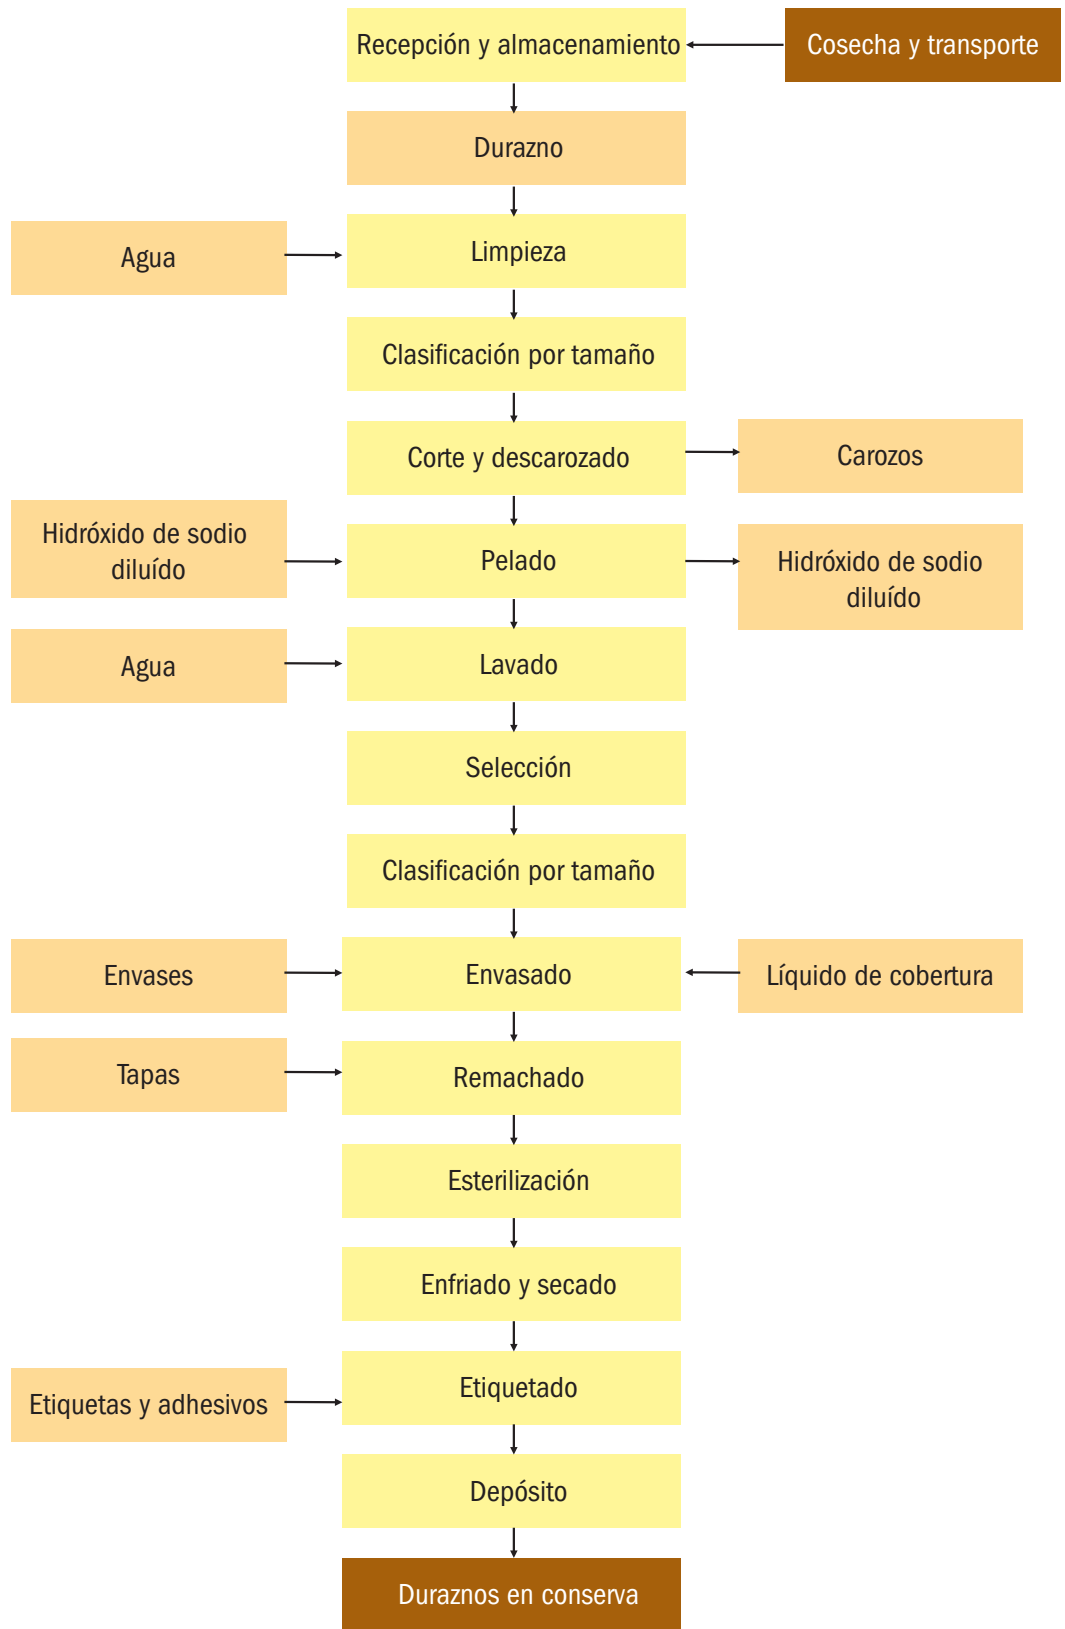 Recepción y almacenamiento
Cosecha y transporte
Durazno
Agua
Limpieza
Clasificación por tamaño
Corte y descarozado
Carozos
Hidróxido de sodio
diluído
Pelado
Hidróxido de sodio
diluído
Agua
Lavado
Selección
Clasificación por tamaño
Envases
Envasado
Líquido de cobertura
Tapas
Remachado
Esterilización
Enfriado y secado
Etiquetas y adhesivos
Etiquetado
Depósito
Duraznos en conserva